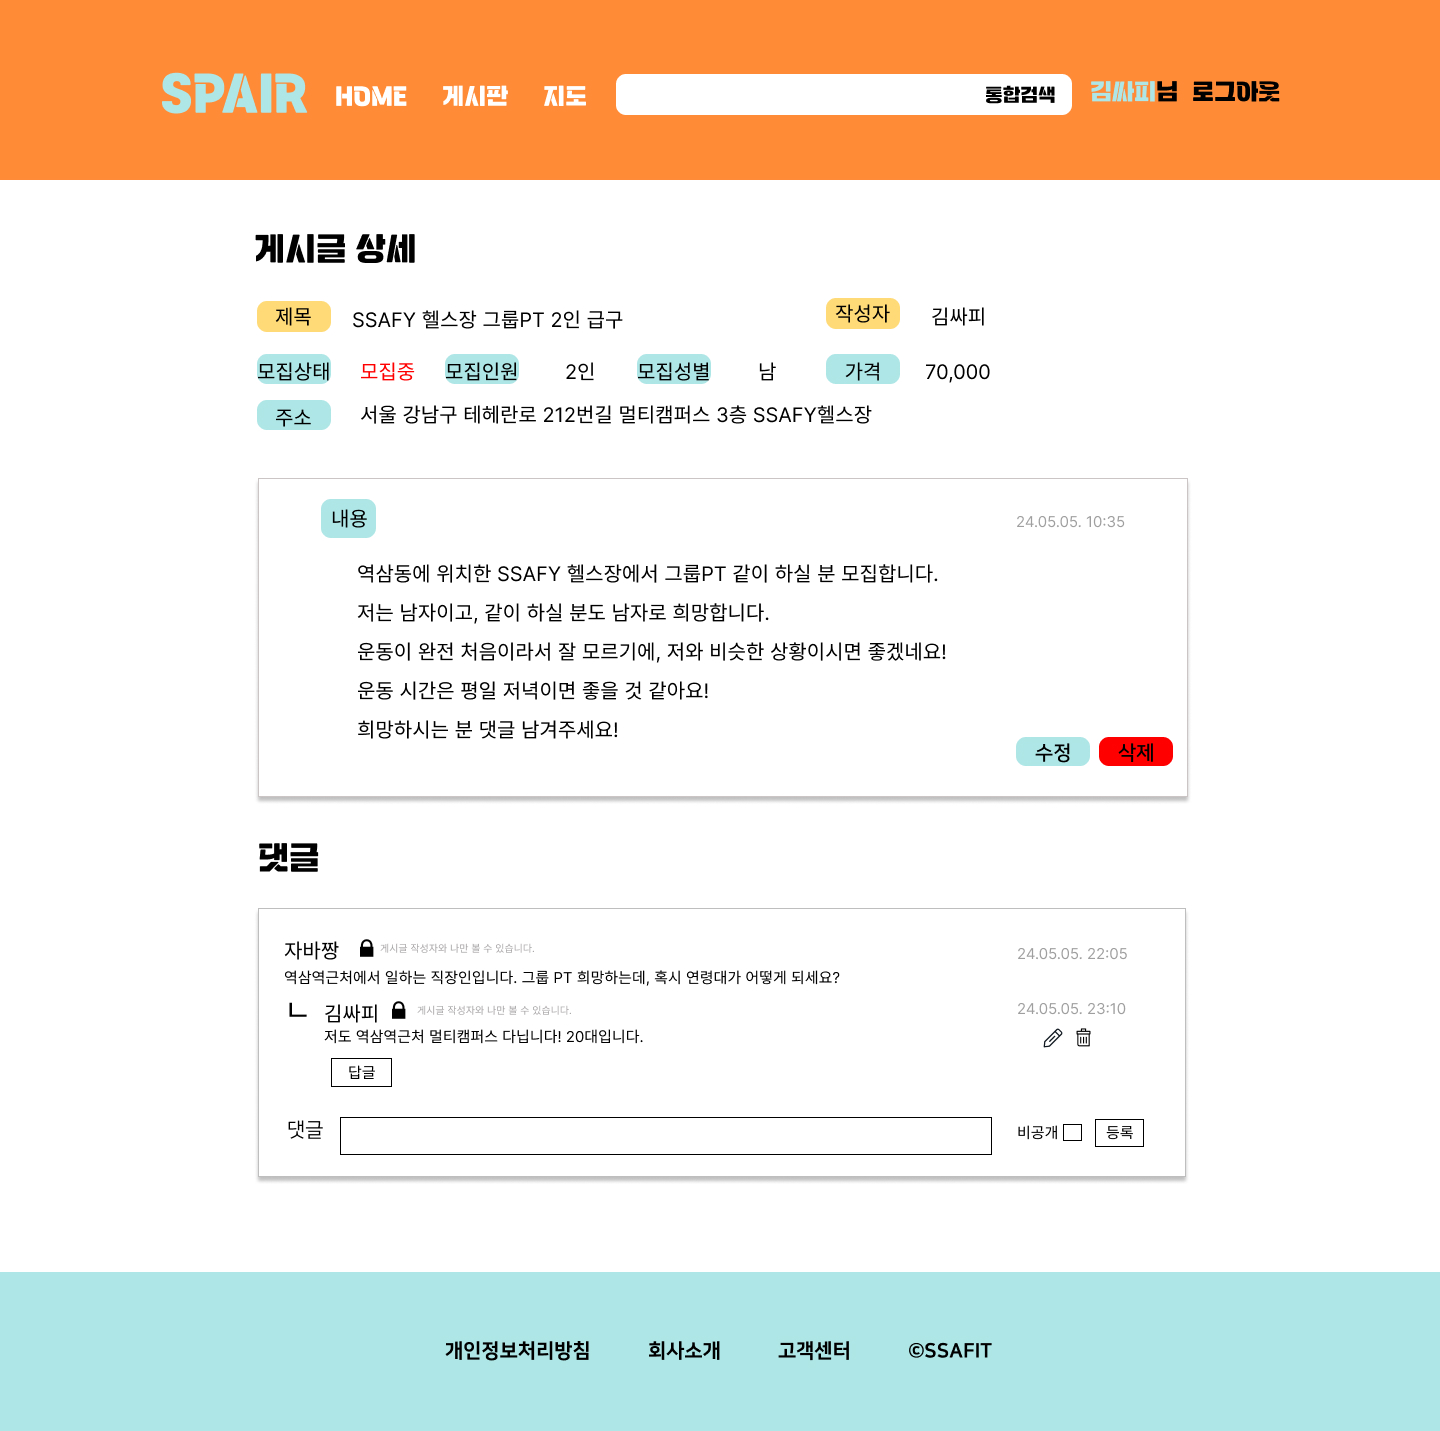 SPAIR HOME 게시판 지도 통합검색 김싸피님 로그아웃
게시글 상세
제목 SSAFY 헬스장 그룹PT 2인 급구 작성자 김싸피
모집상태 모집중 모집인원 2인 모집성별 남 가격 70,000
주소 서울 강남구 테헤란로 212번길 멀티캠퍼스 3층 SSAFY헬스장
내용 24.05.05. 10:35
역삼동에 위치한 SSAFY 헬스장에서 그룹PT 같이 하실 분 모집합니다.
저는 남자이고, 같이 하실 분도 남자로 희망합니다.
운동이 완전 처음이라서 잘 모르기에, 저와 비슷한 상황이시면 좋겠네요!
운동 시간은 평일 저녁이면 좋을 것 같아요!
희망하시는 분 댓글 남겨주세요!
수정 삭제
댓글
자바짱 게시글 작성자와 나만 볼 수 있습니다. 24.05.05. 22:05
역삼역근처에서 일하는 직장인입니다. 그룹 PT 희망하는데, 혹시 연령대가 어떻게 되세요?
김싸피 게시글 작성자와 나만 볼 수 있습니다. 24.05.05. 23:10
저도 역삼역근처 멀티캠퍼스 다닙니다! 20대입니다.
답글
댓글 비공개 등록
개인정보처리방침 회사소개 고객센터 ©SSAFIT